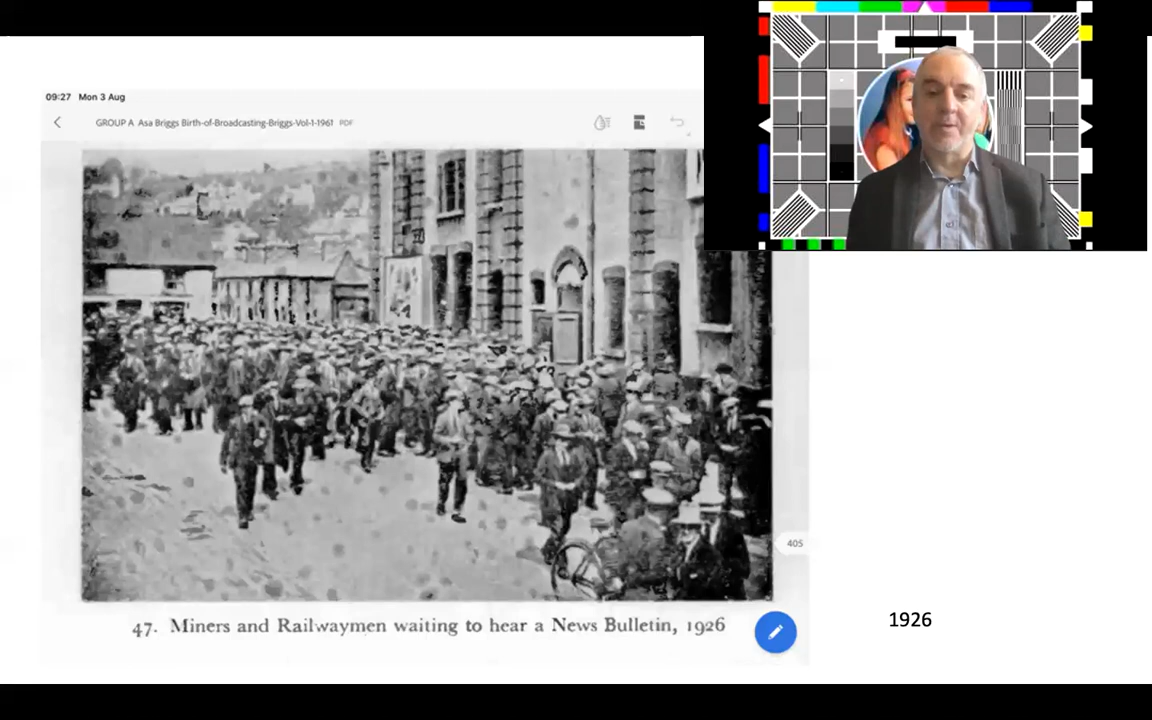 09:27 Mon 3 Aug
GROUP A Asa Briggs Birth-of-Broadcasting-Briggs-Vol-1-1961 PDF
405
47. Miners and Railwaymen waiting to hear a News Bulletin, 1926
1926